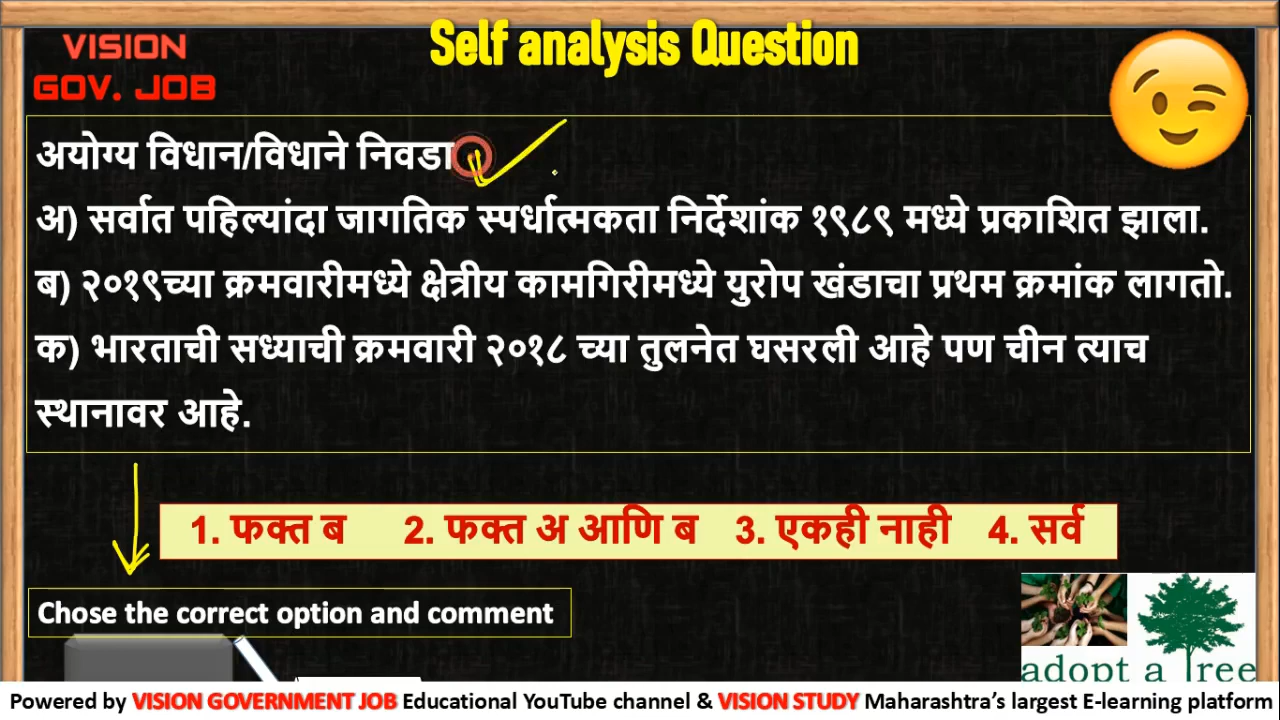 Self analysis Question
VISION
GOV. JOB
अयोग्य विधान/विधाने निवडा
अ) सर्वात पहिल्यांदा जागतिक स्पर्धात्मकता निर्देशांक १९८९ मध्ये प्रकाशित झाला.
ब) २०१९च्या क्रमवारीमध्ये क्षेत्रीय कामगिरीमध्ये युरोप खंडाचा प्रथम क्रमांक लागतो.
क) भारताची सध्याची क्रमवारी २०१८ च्या तुलनेत घसरली आहे पण चीन त्याच
स्थानावर आहे.
1. फक्त ब 2. फक्त अ आणि ब 3. एकही नाही 4. सर्व
Chose the correct option and comment
adopt a Tree
Powered by VISION GOVERNMENT JOB Educational YouTube channel & VISION STUDY Maharashtra's largest E-learning platform